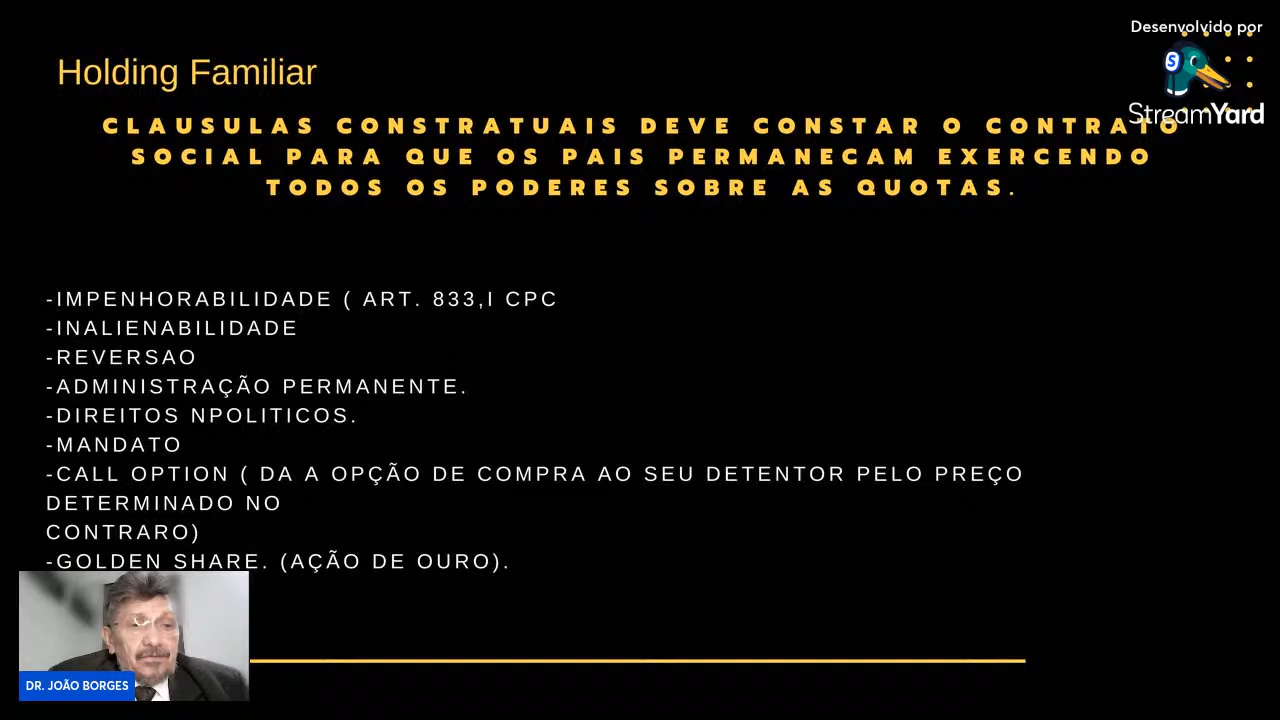 Desenvolvido por
StreamYard
Holding Familiar
CLAUSULAS CONSTRATUAIS DEVE CONSTAR O CONTRATO
SOCIAL PARA QUE OS PAIS PERMANECAM EXERCENDO
TODOS OS PODERES SOBRE AS QUOTAS.
-IMPENHORABILIDADE ( ART. 833,I CPC
-INALIENABILIDADE
-REVERSAO
-ADMINISTRAÇÃO PERMANENTE.
-DIREITOS NPOLITICOS.
-MANDATO
-CALL OPTION ( DA A OPÇÃO DE COMPRA AO SEU DETENTOR PELO PREÇO
DETERMINADO NO
CONTRARO)
-GOLDEN SHARE. (AÇÃO DE OURO).
DR. JOÃO BORGES